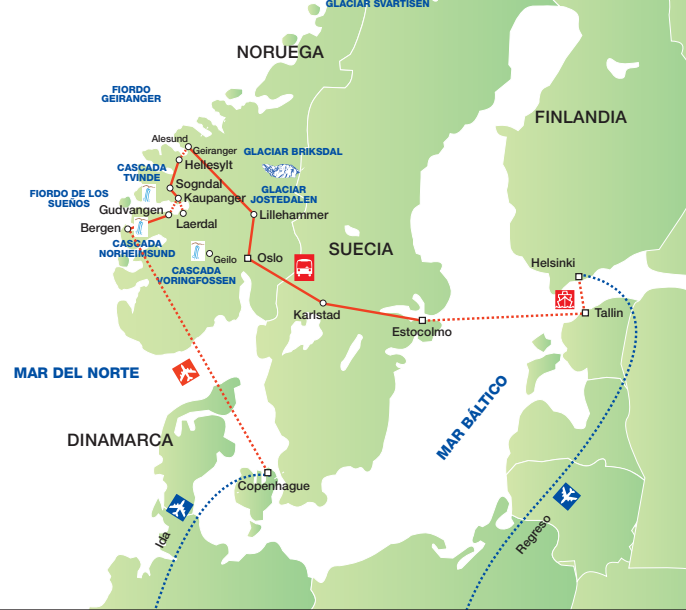 GLACIAR SVARTISEN
NORUEGA
FIORDO
GEIRANGER
FINLANDIA
Alesund
Geiranger
GLACIAR BRIKSDAL
Hellesylt
CASCADA
TVINDE
Sogndal
GLACIAR
JOSTEDALEN
FIORDO DE LOS
SUEÑOS
Kaupanger
Gudvangen
Lillehammer
Laerdal
Bergen
CASCADA
NORHEIMSUND
SUECIA
Geilo
Oslo
Helsinki
CASCADA
VORINGFOSSEN
Karlstad
Tallin
Estocolmo
MAR DEL NORTE
MAR BÁLTICO
DINAMARCA
Copenhague
Ida
Regreso